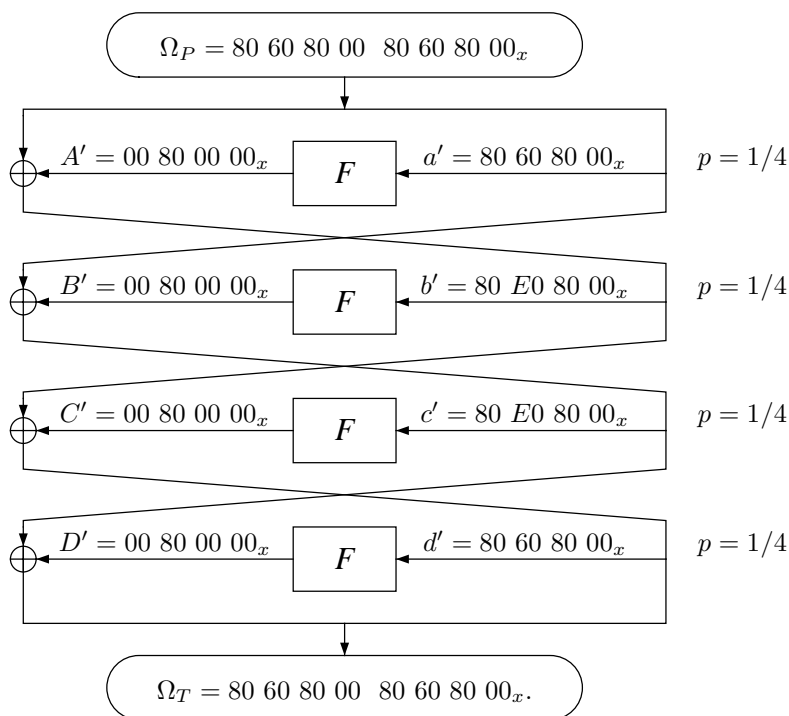 Ω_P = 80 60 80 00 80 60 80 00_x
A′ = 00 80 00 00_x F a′ = 80 60 80 00_x p = 1/4
B′ = 00 80 00 00_x F b′ = 80 E0 80 00_x p = 1/4
C′ = 00 80 00 00_x F c′ = 80 E0 80 00_x p = 1/4
D′ = 00 80 00 00_x F d′ = 80 60 80 00_x p = 1/4
Ω_T = 80 60 80 00 80 60 80 00_x.